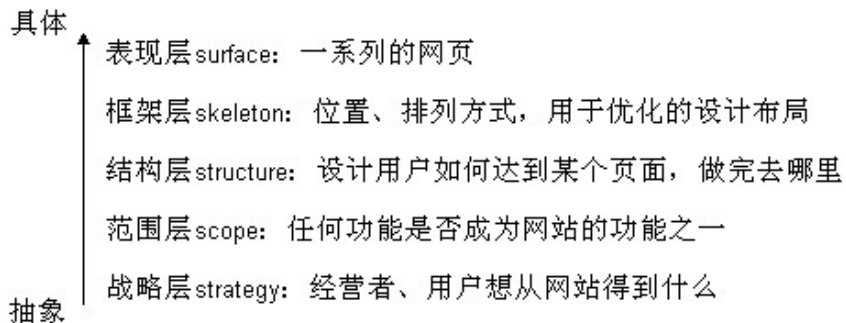 具体
表现层surface：一系列的网页
框架层skeleton：位置、排列方式，用于优化的设计布局
结构层structure：设计用户如何达到某个页面，做完去哪里
范围层scope：任何功能是否成为网站的功能之一
战略层strategy：经营者、用户想从网站得到什么
抽象